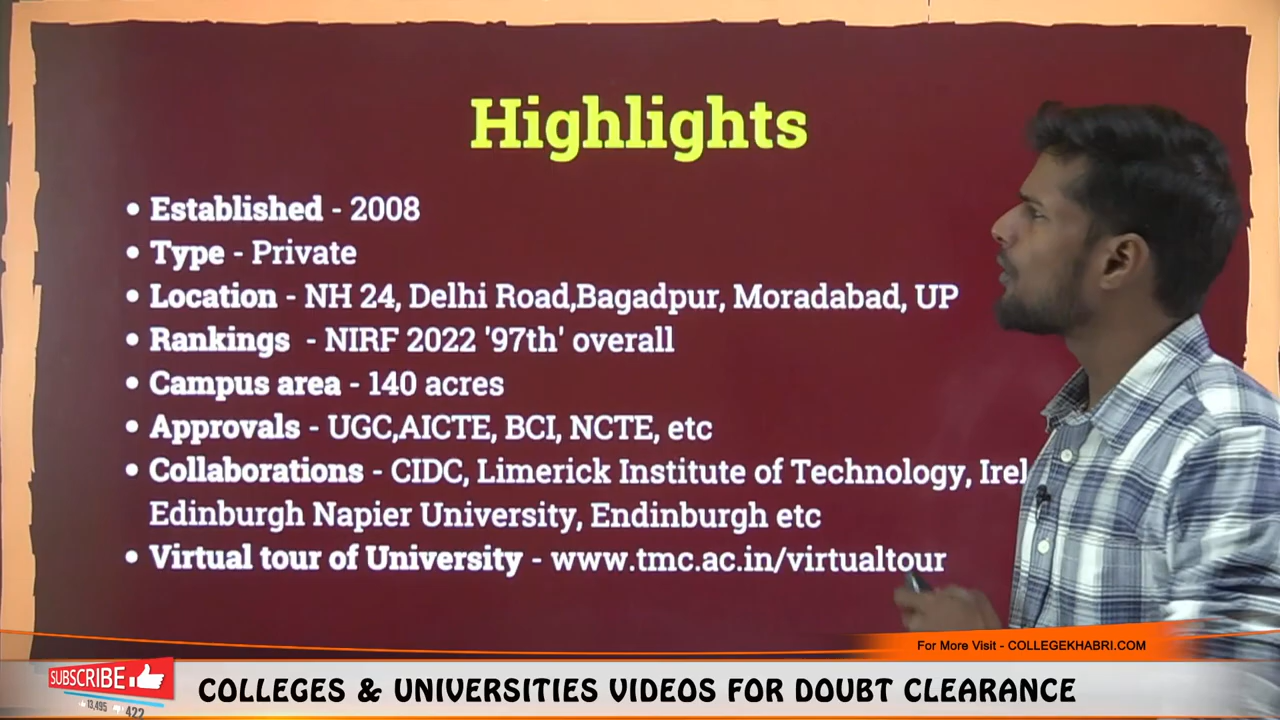 Highlights
• Established - 2008
• Type - Private
• Location - NH 24, Delhi Road,Bagadpur, Moradabad, UP
• Rankings - NIRF 2022 '97th' overall
• Campus area - 140 acres
• Approvals - UGC,AICTE, BCI, NCTE, etc
• Collaborations - CIDC, Limerick Institute of Technology, Irel
Edinburgh Napier University, Endinburgh etc
• Virtual tour of University - www.tmc.ac.in/virtualtour
For More Visit - COLLEGEKHABRI.COM
SUBSCRIBE
COLLEGES & UNIVERSITIES VIDEOS FOR DOUBT CLEARANCE
13,495 422